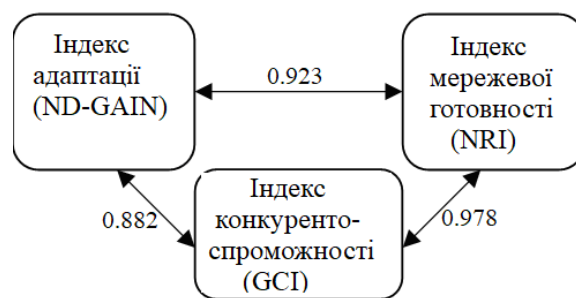 Індекс
адаптації
(ND-GAIN)
0.923
Індекс
мережевої
готовності
(NRI)
0.882
Індекс
конкуренто-
спроможності
(GCI)
0.978